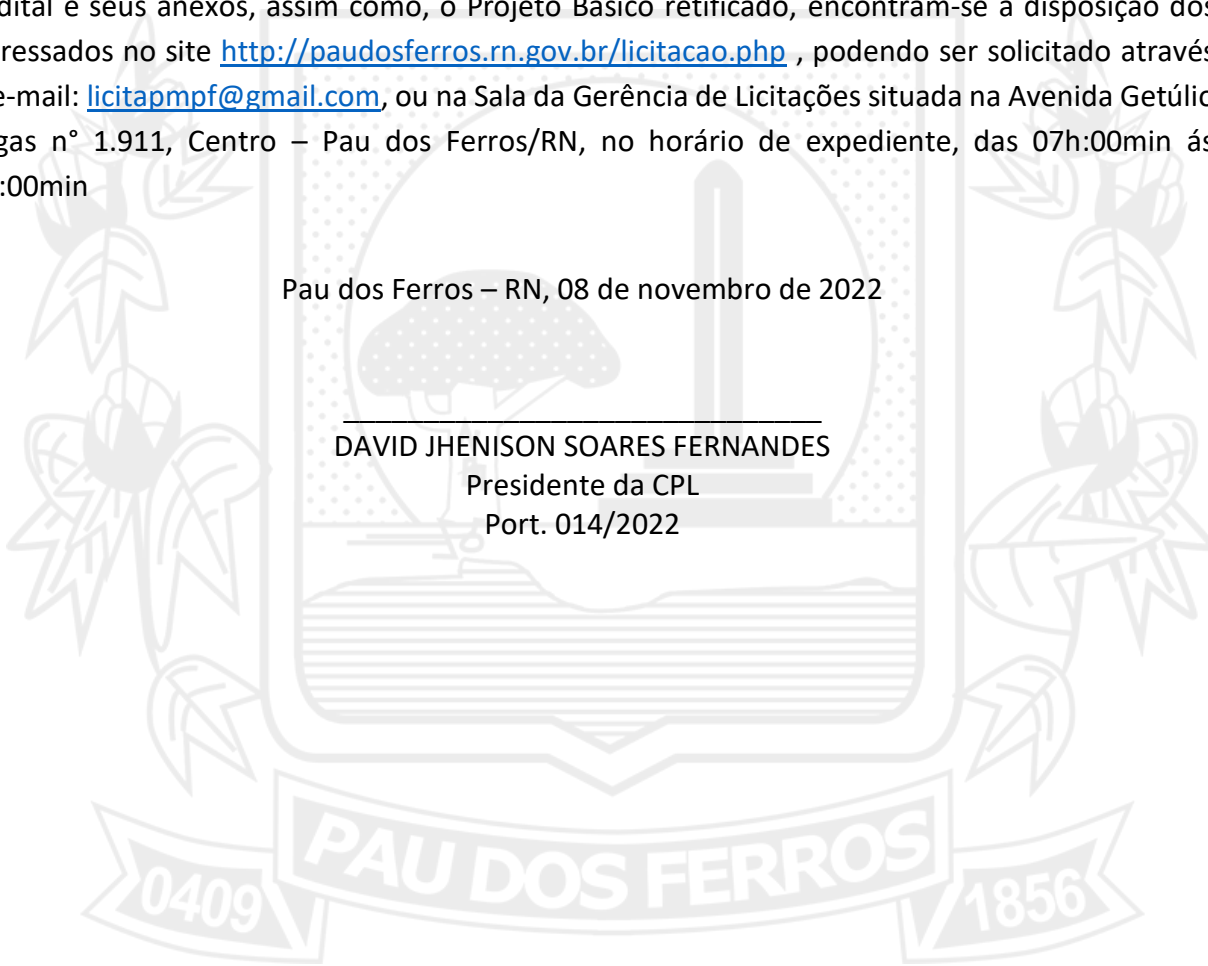 dital e seus anexos, assim como, o Projeto Básico retificado, encontram-se à disposição dos
ressados no site http://paudosferros.rn.gov.br/licitacao.php , podendo ser solicitado através
e-mail: licitapmpf@gmail.com, ou na Sala da Gerência de Licitações situada na Avenida Getúlio
gas n° 1.911, Centro – Pau dos Ferros/RN, no horário de expediente, das 07h:00min ás
:00min
Pau dos Ferros – RN, 08 de novembro de 2022
DAVID JHENISON SOARES FERNANDES
Presidente da CPL
Port. 014/2022
PAU DOS FERROS
0409
1856